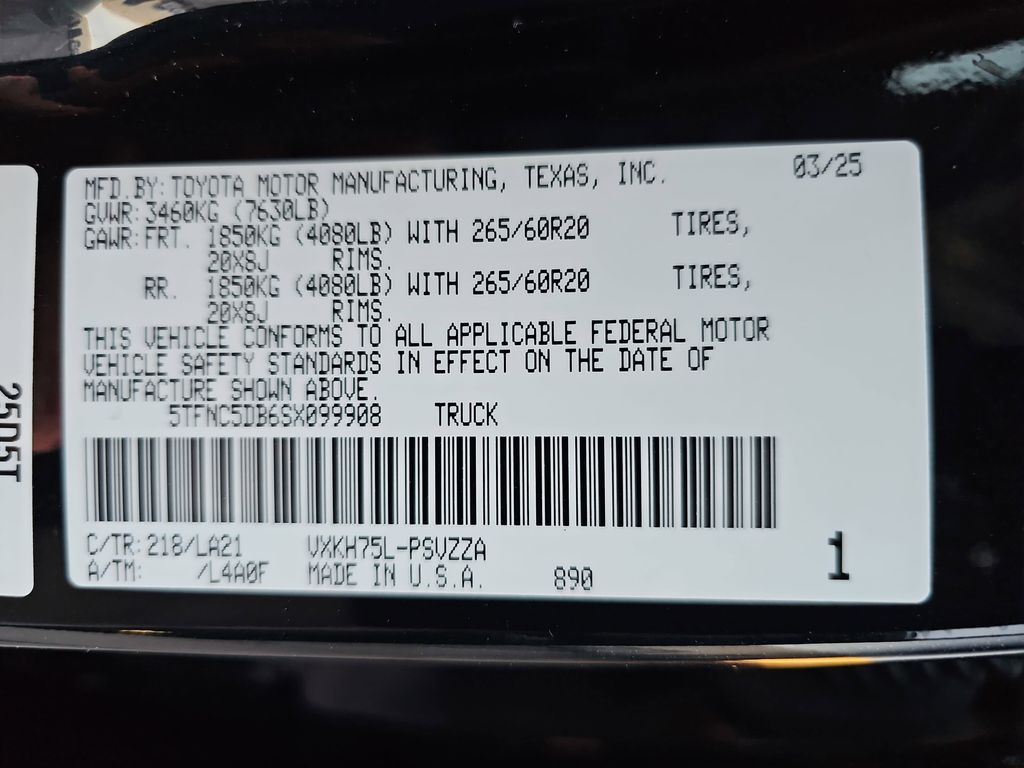 MFD.BY:TOYOTA MOTOR MANUFACTURING, TEXAS, INC. 03/25
GVWR:3460KG (7630LB)
GAWR:FRT. 1850KG (4080LB) WITH 265/60R20 TIRES,
20X8J RIMS.
RR. 1850KG (4080LB) WITH 265/60R20 TIRES,
20X8J RIMS.
THIS VEHICLE CONFORMS TO ALL APPLICABLE FEDERAL MOTOR
VEHICLE SAFETY STANDARDS IN EFFECT ON THE DATE OF
MANUFACTURE SHOWN ABOVE.
5TFNC5DB6SX099908 TRUCK
C/TR:218/LA21 VXKH75L-PSVZZA
A/TM: /L4A0F MADE IN U.S.A. 890 1